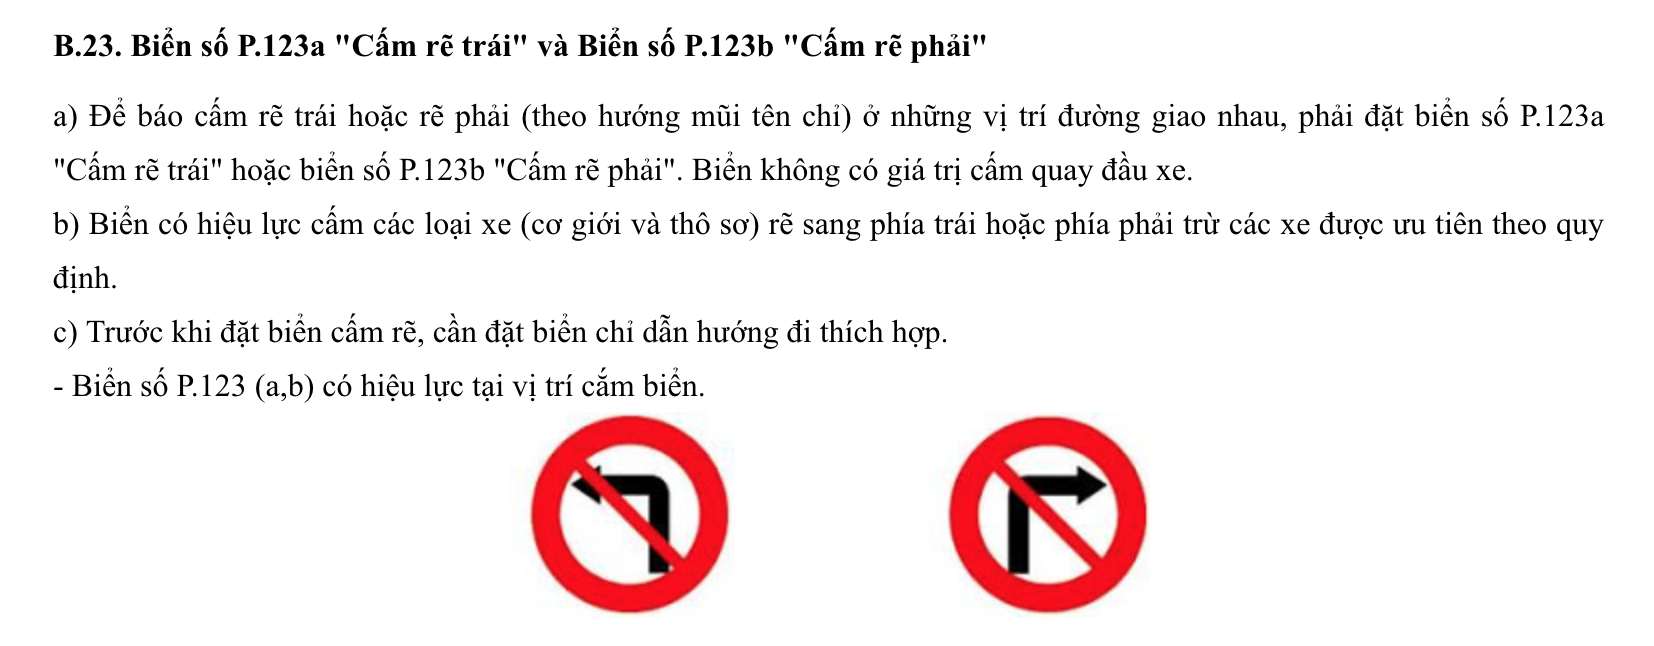 B.23. Biển số P.123a "Cấm rẽ trái" và Biển số P.123b "Cấm rẽ phải"
a) Để báo cấm rẽ trái hoặc rẽ phải (theo hướng mũi tên chỉ) ở những vị trí đường giao nhau, phải đặt biển số P.123a
"Cấm rẽ trái" hoặc biển số P.123b "Cấm rẽ phải". Biển không có giá trị cấm quay đầu xe.
b) Biển có hiệu lực cấm các loại xe (cơ giới và thô sơ) rẽ sang phía trái hoặc phía phải trừ các xe được ưu tiên theo quy
định.
c) Trước khi đặt biển cấm rẽ, cần đặt biển chỉ dẫn hướng đi thích hợp.
- Biển số P.123 (a,b) có hiệu lực tại vị trí cắm biển.